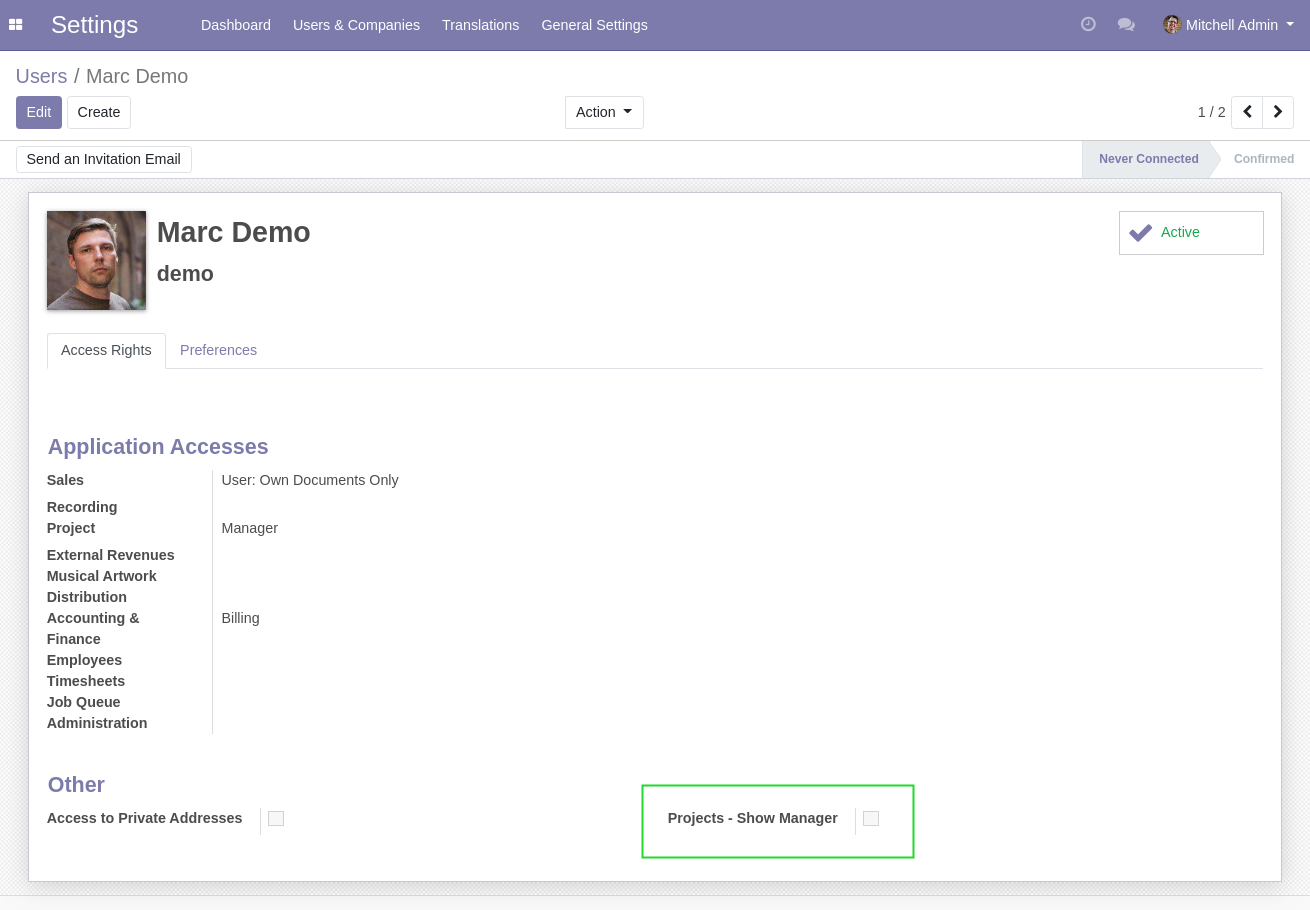 Settings Dashboard Users & Companies Translations General Settings Mitchell Admin
Users / Marc Demo
Edit Create Action 1 / 2
Send an Invitation Email Never Connected Confirmed
Marc Demo Active
demo
Access Rights Preferences
Application Accesses
Sales User: Own Documents Only
Recording
Project Manager
External Revenues
Musical Artwork
Distribution
Accounting & Billing
Finance
Employees
Timesheets
Job Queue
Administration
Other
Access to Private Addresses Projects - Show Manager